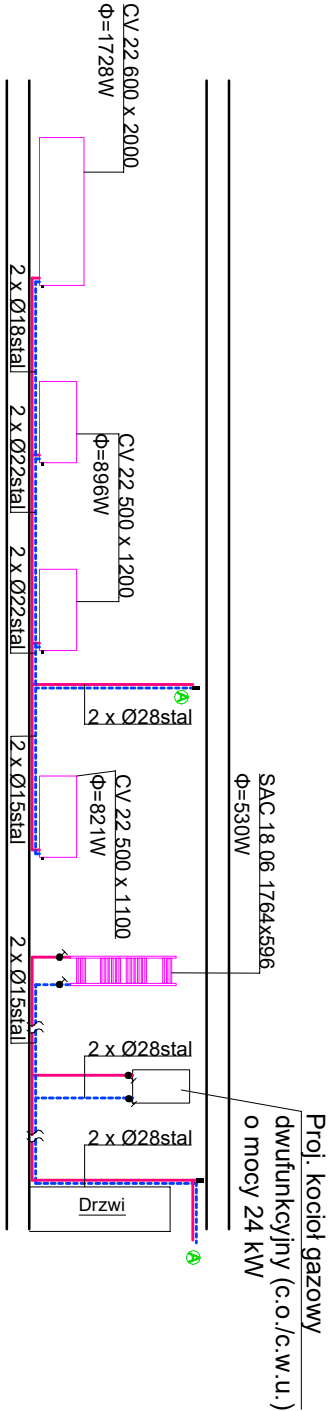 CV 22 600 x 2000
Φ=1728W
2 x Ø18stal
2 x Ø22stal
CV 22 500 x 1200
Φ=896W
2 x Ø22stal
A
2 x Ø28stal
2 x Ø15stal
CV 22 500 x 1100
Φ=821W
SAC 18 06 1764x596
Φ=530W
2 x Ø15stal
2 x Ø28stal
Proj. kocioł gazowy
dwufunkcyjny (c.o./c.w.u.)
o mocy 24 kW
2 x Ø28stal
Drzwi
A